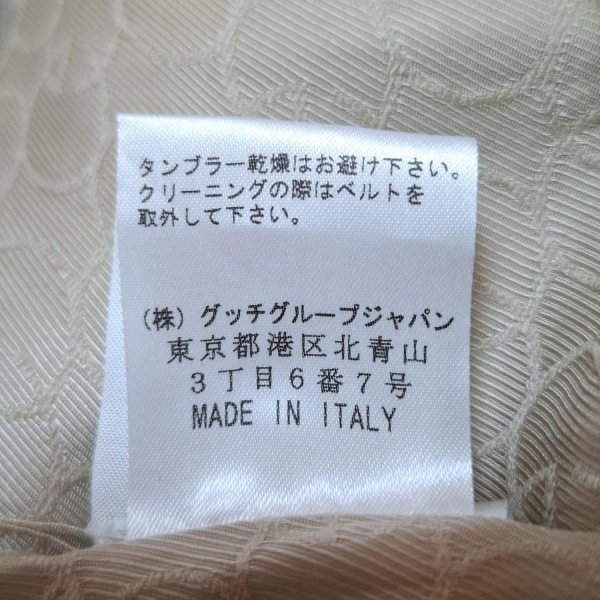 タンブラー乾燥はお避け下さい。
クリーニングの際はベルトを
取外して下さい。
(株) グッチグループジャパン
東京都港区北青山
3丁目6番7号
MADE IN ITALY